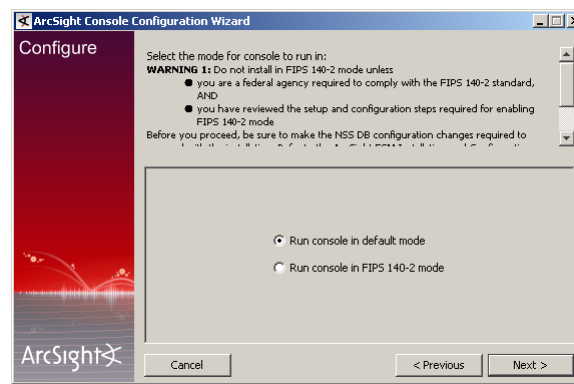 ArcSight Console Configuration Wizard
Configure
Select the mode for console to run in:
WARNING 1: Do not install in FIPS 140-2 mode unless
you are a federal agency required to comply with the FIPS 140-2 standard,
AND
you have reviewed the setup and configuration steps required for enabling
FIPS 140-2 mode
Before you proceed, be sure to make the NSS DB configuration changes required to
Run console in default mode
Run console in FIPS 140-2 mode
ArcSight
Cancel
< Previous
Next >